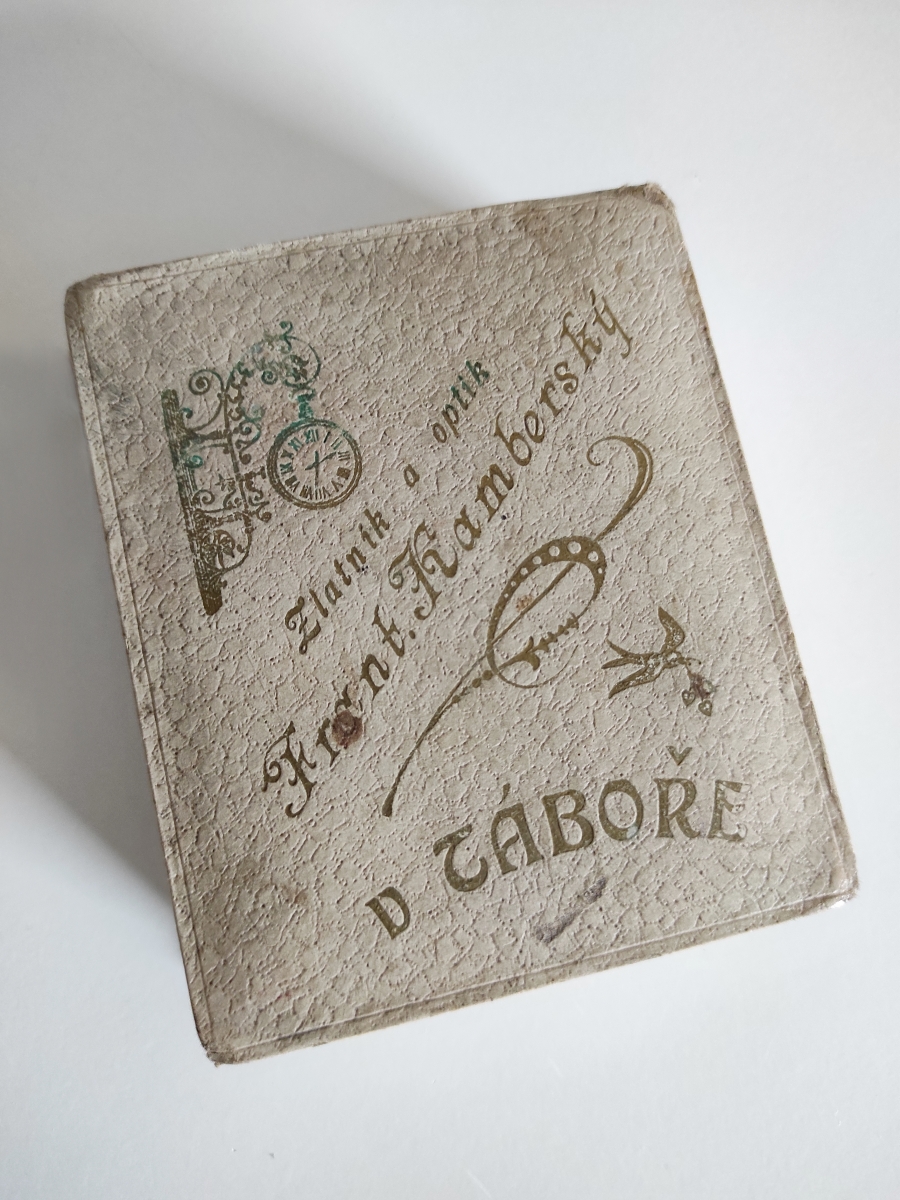 Zlatník a optik
Frant. Kamberský
V TÁBOŘE